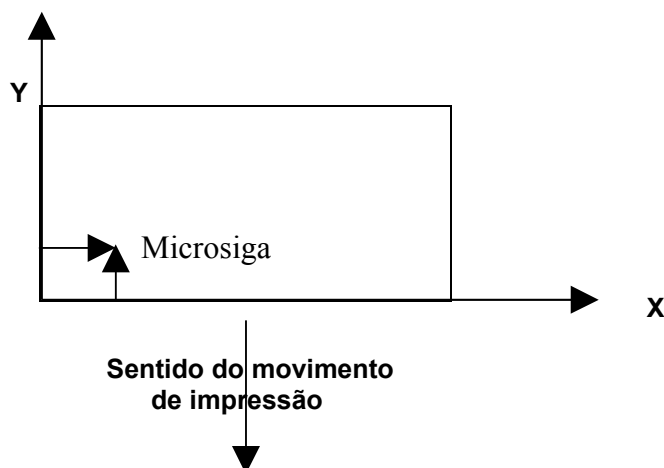 Y
Microsiga
X
Sentido do movimento
de impressão